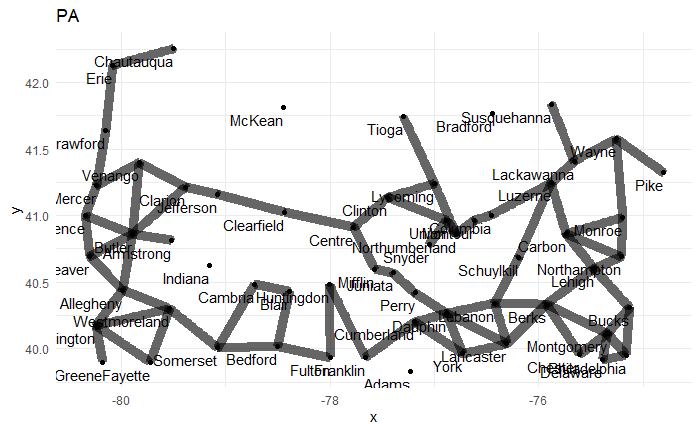 PA
Chautauqua
Erie
42.0
McKean
Susquehanna
Tioga
Bradford
41.5
rawford
Wayne
Venango
Lackawanna
Pike
Mercer
Clarion
Jefferson
Lycoming
Luzerne
Clinton
y
41.0
ence
Clearfield
Columbia
Monroe
Centre
Northumberland
Carbon
Butler
Armstrong
Snyder
eaver
Indiana
Schuylkill
Northampton
40.5
Mifflin
Juniata
Lehigh
Cambria
Huntingdon
Blair
Allegheny
Perry
Lebanon
Berks
Bucks
Westmoreland
Dauphin
ington
Cumberland
40.0
Montgomery
Somerset
Bedford
Lancaster
York
Fulton
Franklin
Chester
Philadelphia
Delaware
Greene
Fayette
Adams
-80
-78
-76
x